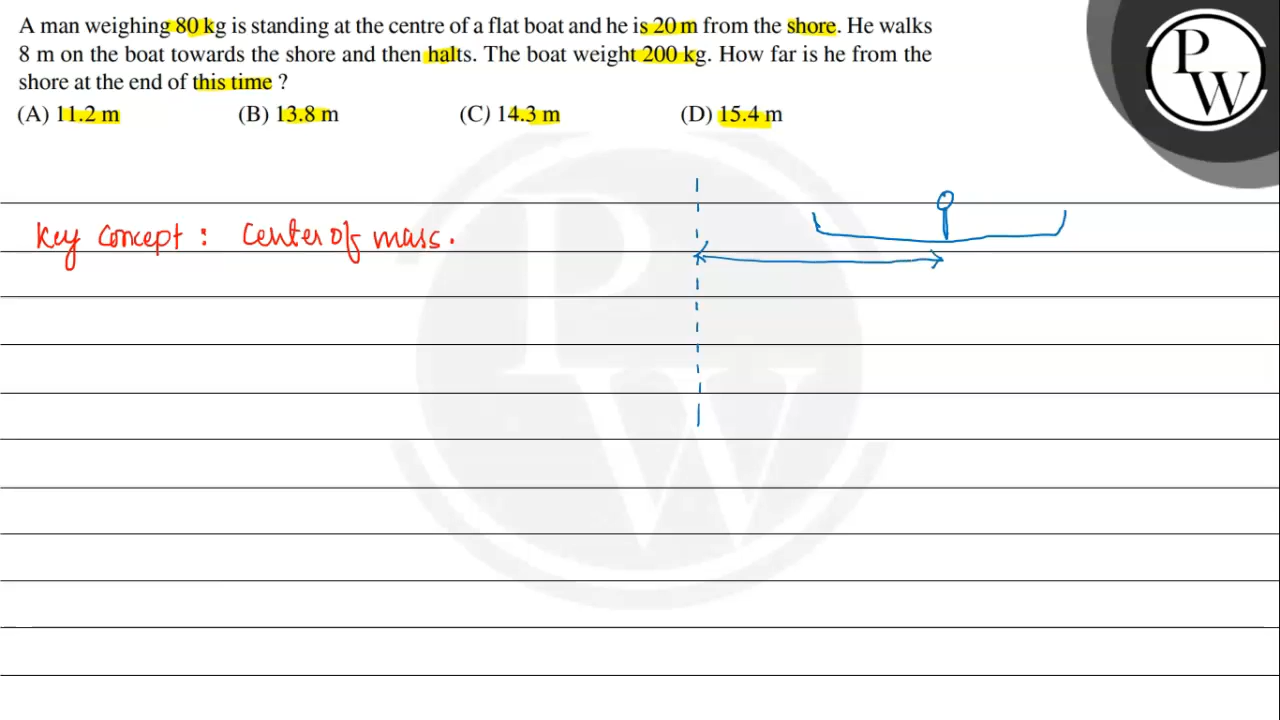 A man weighing 80 kg is standing at the centre of a flat boat and he is 20 m from the shore. He walks
8 m on the boat towards the shore and then halts. The boat weight 200 kg. How far is he from the
shore at the end of this time ?
(A) 11.2 m (B) 13.8 m (C) 14.3 m (D) 15.4 m
P
W
Key Concept : Center of mass.
P
W